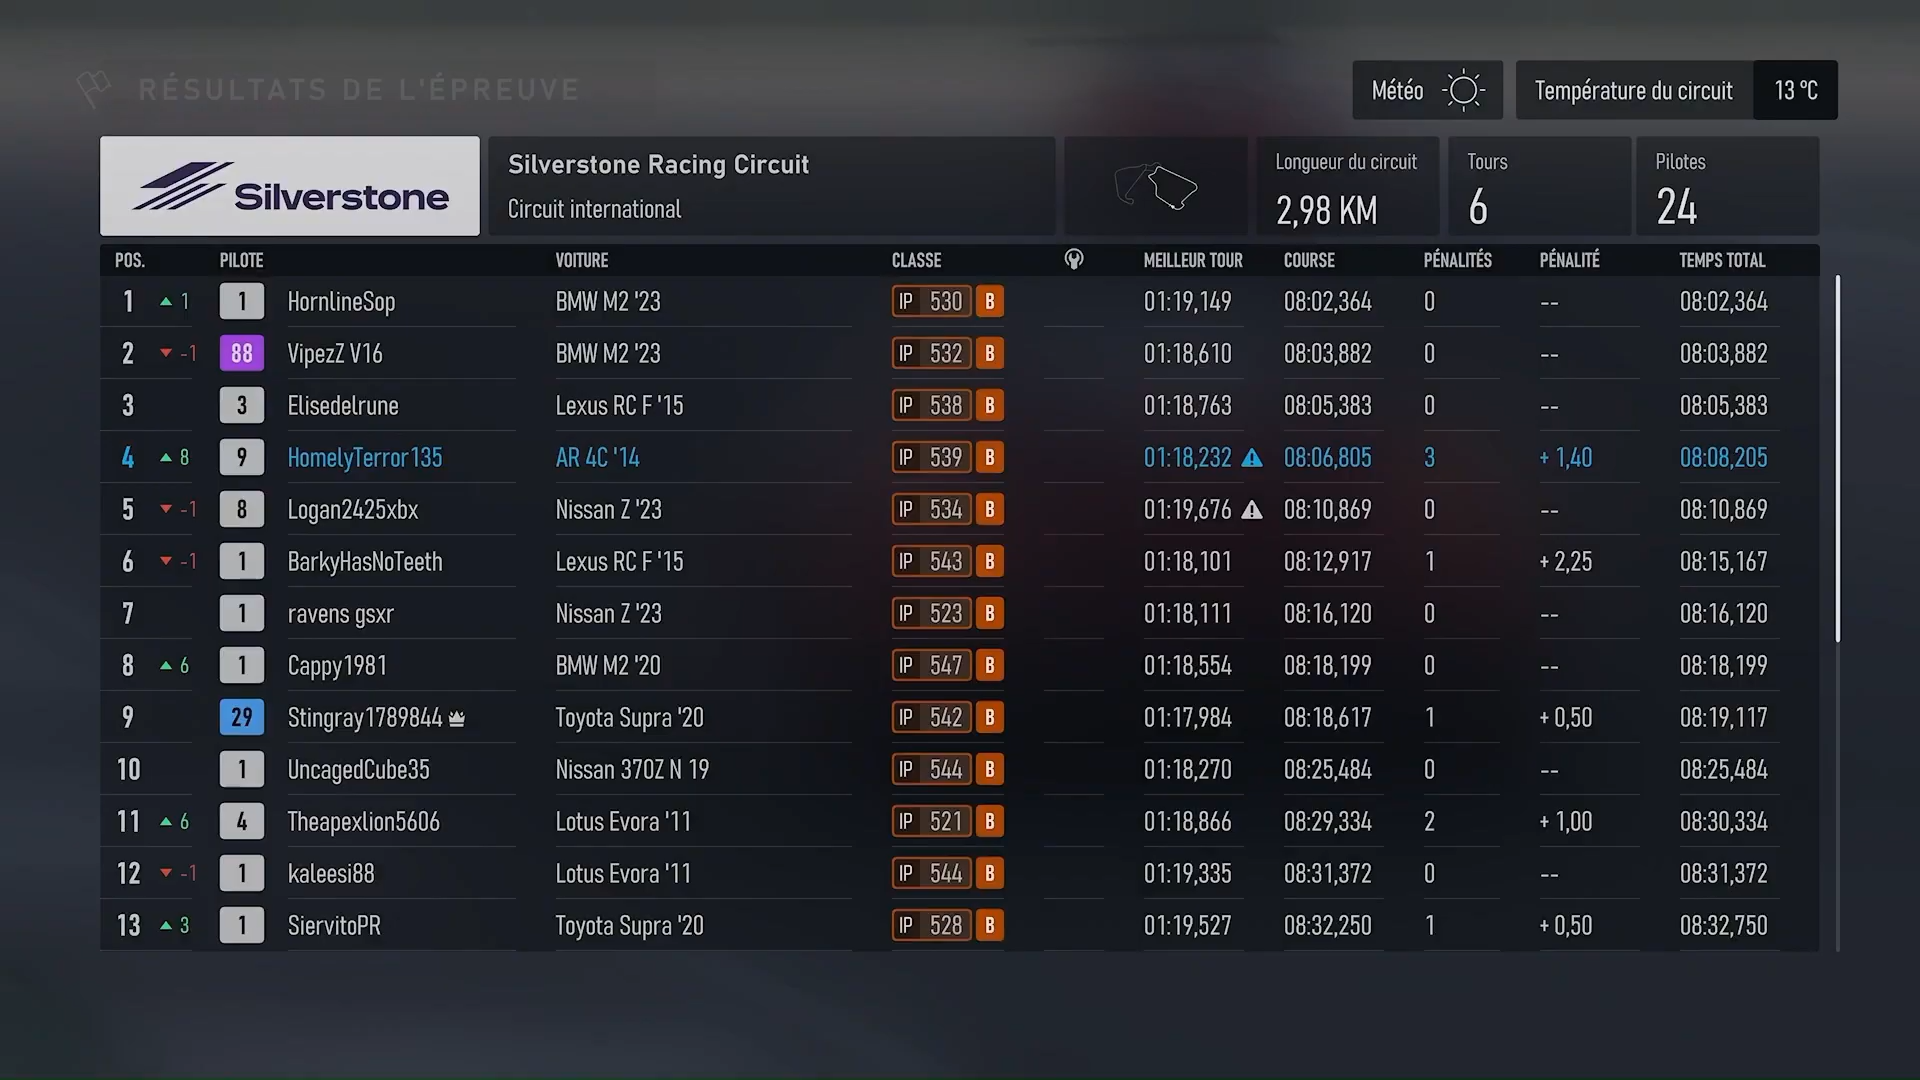 RÉSULTATS DE L'ÉPREUVE
Météo Température du circuit 13 °C
Silverstone
Silverstone Racing Circuit
Circuit international
Longueur du circuit Tours Pilotes
2,98 KM 6 24
POS. PILOTE VOITURE CLASSE MEILLEUR TOUR COURSE PÉNALITÉS PÉNALITÉ TEMPS TOTAL
1 1 1 HornlineSop BMW M2 '23 IP 530 B 01:19,149 08:02,364 0 -- 08:02,364
2 -1 88 VipezZ V16 BMW M2 '23 IP 532 B 01:18,610 08:03,882 0 -- 08:03,882
3 3 Elisedelrune Lexus RC F '15 IP 538 B 01:18,763 08:05,383 0 -- 08:05,383
4 8 9 HomelyTerror135 AR 4C '14 IP 539 B 01:18,232 08:06,805 3 + 1,40 08:08,205
5 -1 8 Logan2425xbx Nissan Z '23 IP 534 B 01:19,676 08:10,869 0 -- 08:10,869
6 -1 1 BarkyHasNoTeeth Lexus RC F '15 IP 543 B 01:18,101 08:12,917 1 + 2,25 08:15,167
7 1 ravens gsxr Nissan Z '23 IP 523 B 01:18,111 08:16,120 0 -- 08:16,120
8 6 1 Cappy1981 BMW M2 '20 IP 547 B 01:18,554 08:18,199 0 -- 08:18,199
9 29 Stingray1789844 Toyota Supra '20 IP 542 B 01:17,984 08:18,617 1 + 0,50 08:19,117
10 1 UncagedCube35 Nissan 370Z N 19 IP 544 B 01:18,270 08:25,484 0 -- 08:25,484
11 6 4 Theapexlion5606 Lotus Evora '11 IP 521 B 01:18,866 08:29,334 2 + 1,00 08:30,334
12 -1 1 kaleesi88 Lotus Evora '11 IP 544 B 01:19,335 08:31,372 0 -- 08:31,372
13 3 1 SiervitoPR Toyota Supra '20 IP 528 B 01:19,527 08:32,250 1 + 0,50 08:32,750